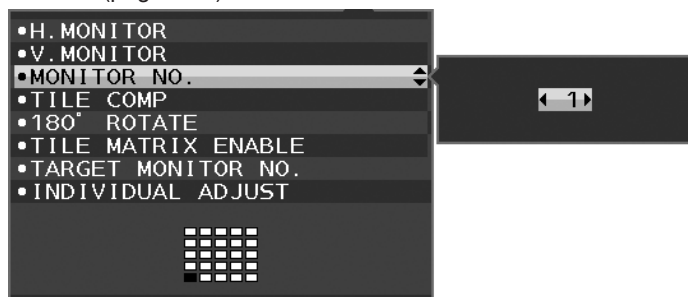 •H.MONITOR
•V.MONITOR
•MONITOR NO.
•TILE COMP
•180° ROTATE
•TILE MATRIX ENABLE
•TARGET MONITOR NO.
•INDIVIDUAL ADJUST
1